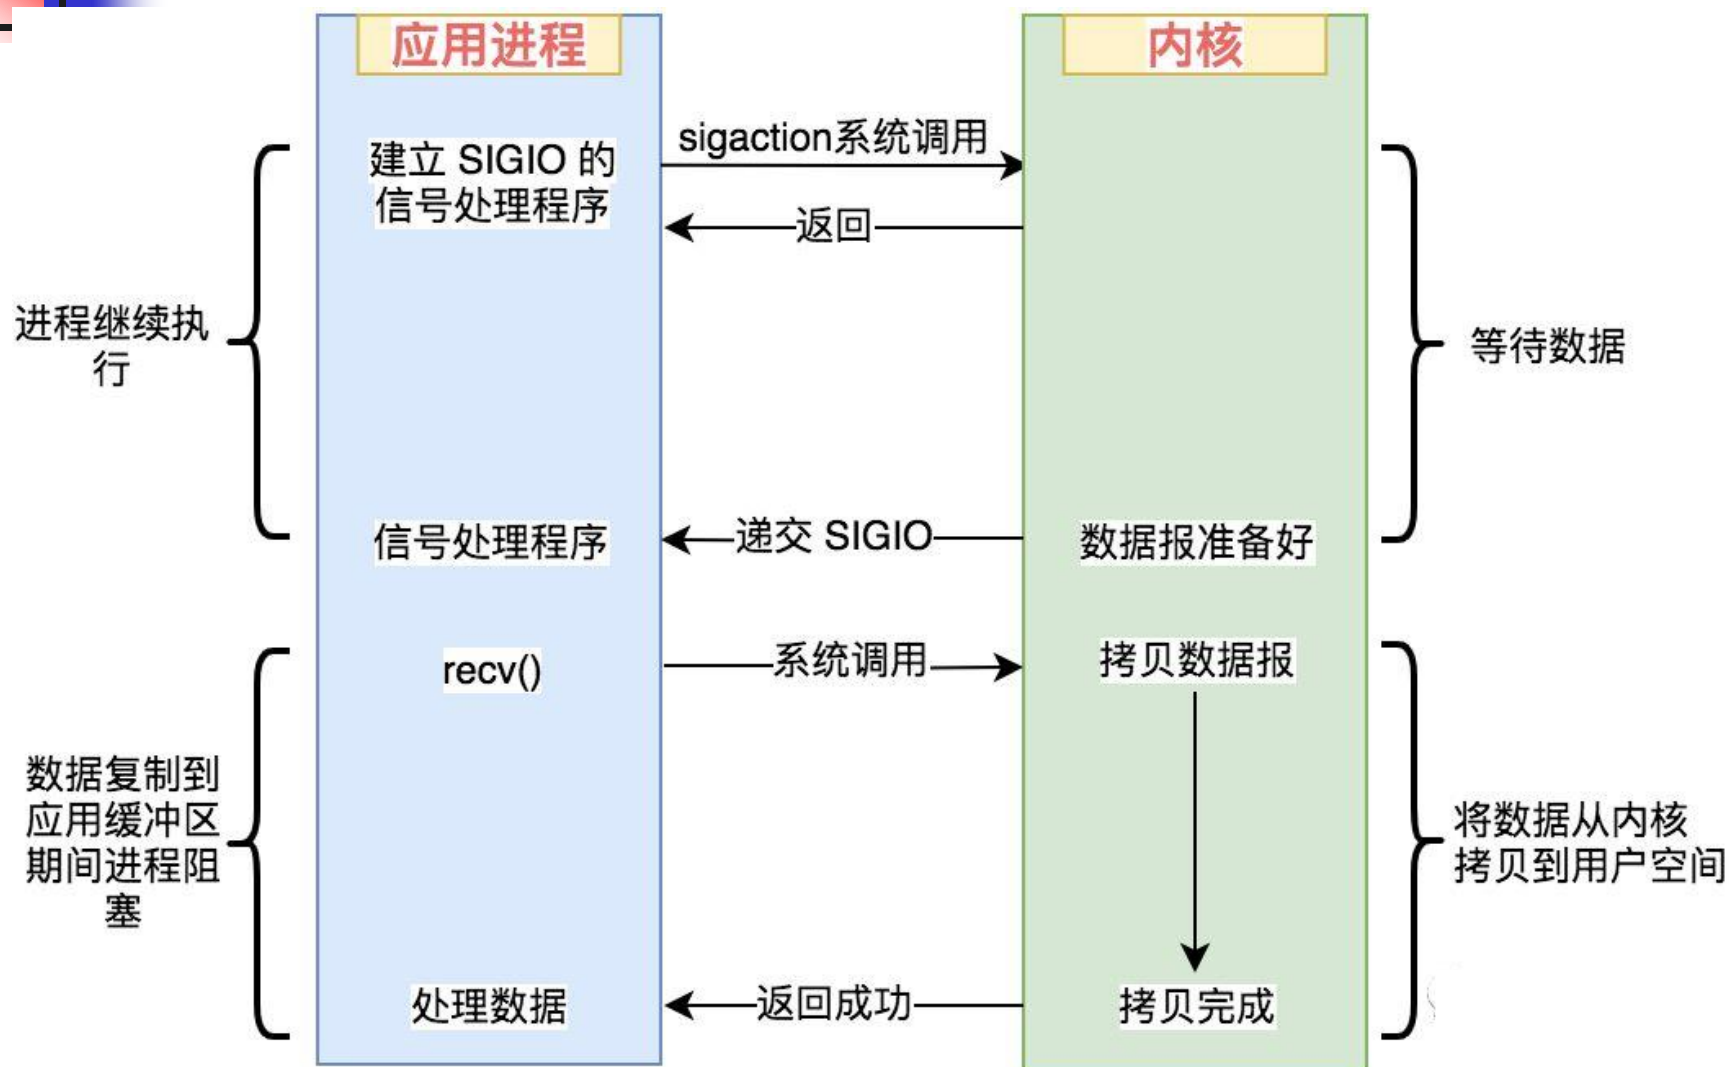 应用进程
内核
建立 SIGIO 的
信号处理程序
sigaction系统调用
返回
进程继续执
行
等待数据
信号处理程序
递交 SIGIO
数据报准备好
recv()
系统调用
拷贝数据报
数据复制到
应用缓冲区
期间进程阻
塞
将数据从内核
拷贝到用户空间
处理数据
返回成功
拷贝完成